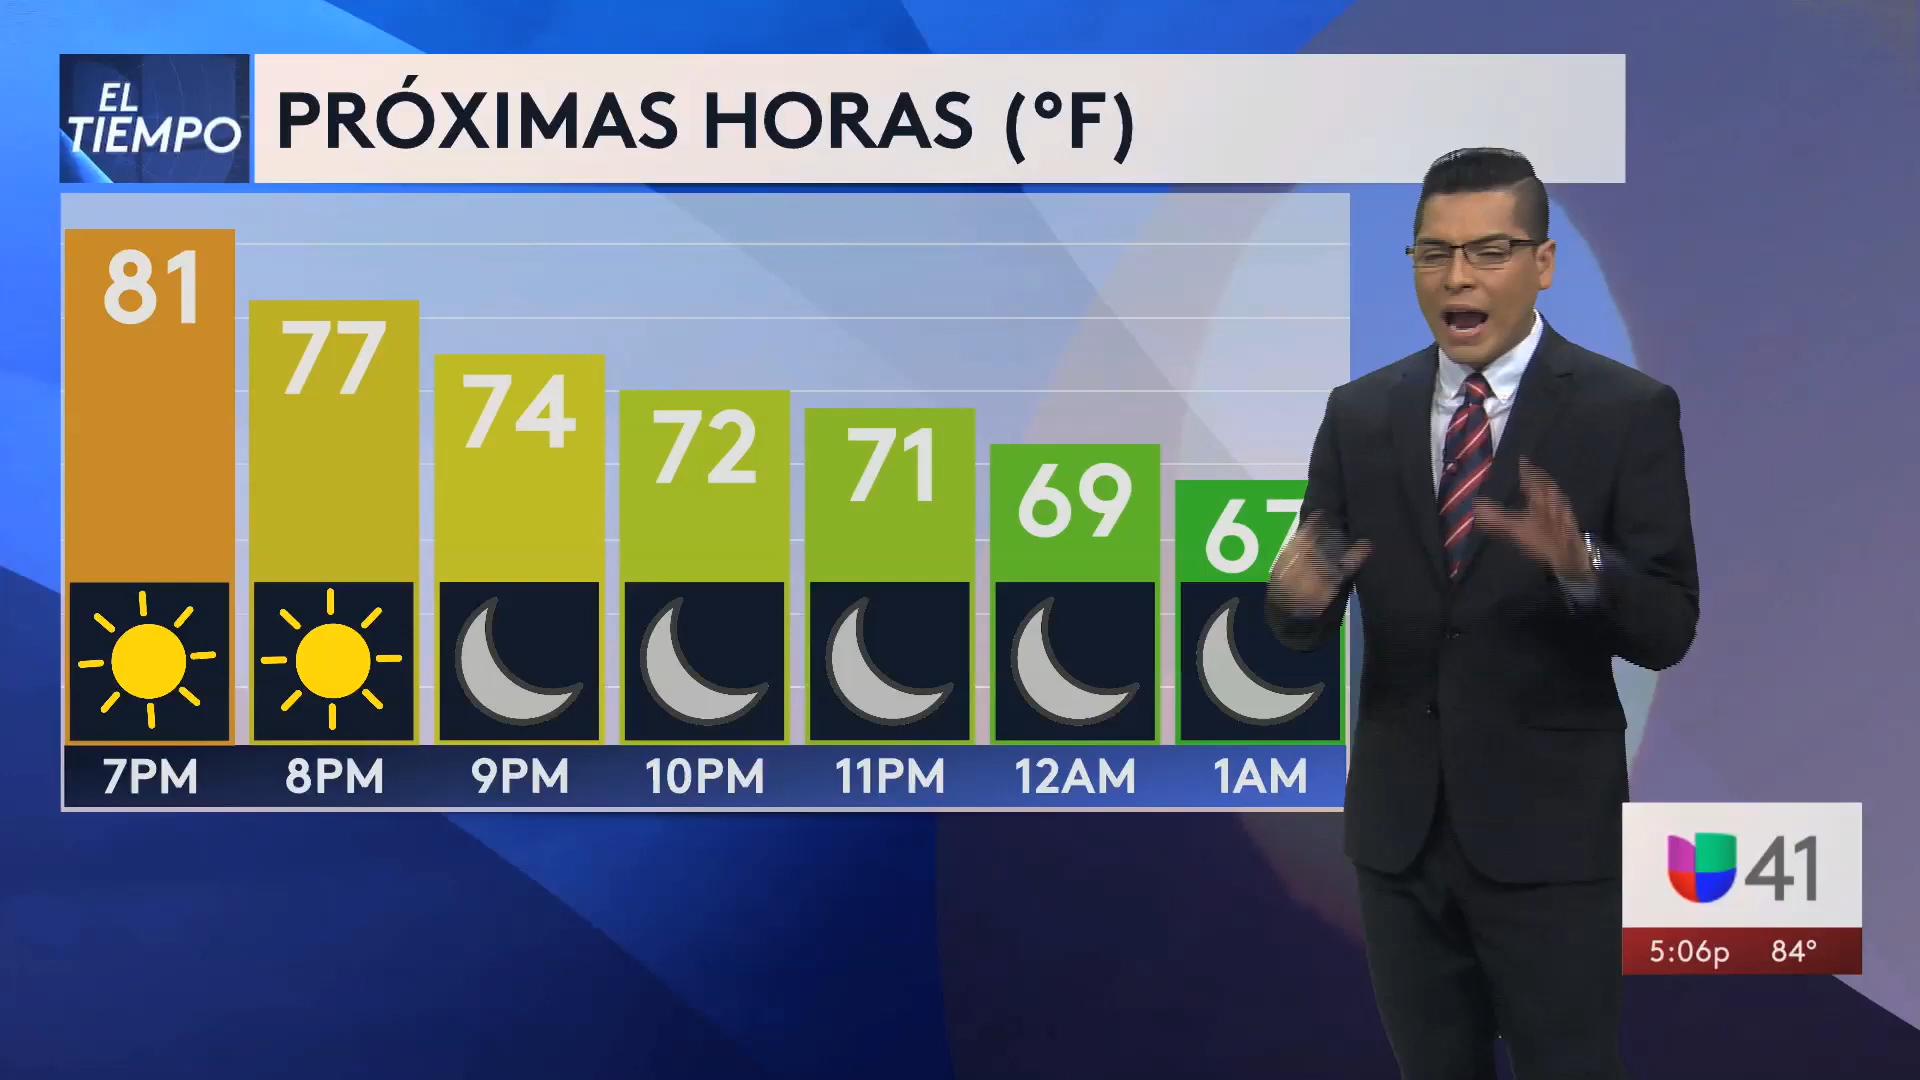 EL
TIEMPO
PRÓXIMAS HORAS (°F)
81
77
74
72
71
69
67
7PM
8PM
9PM
10PM
11PM
12AM
1AM
41
5:06p 84°